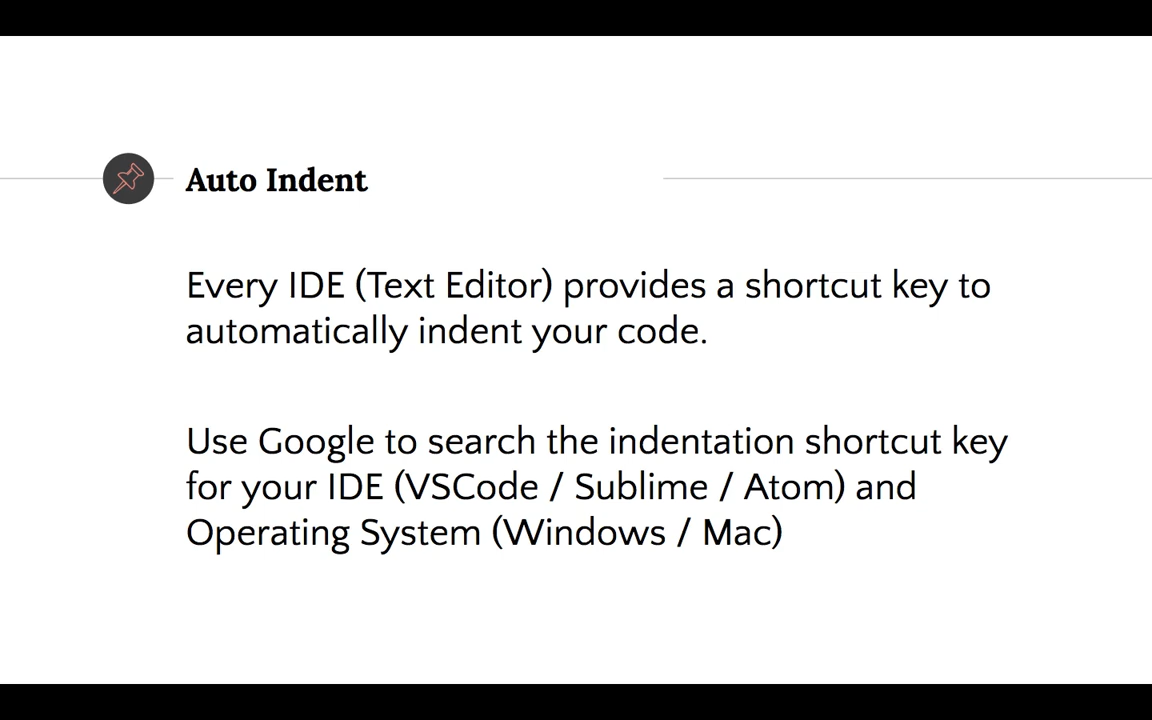 Auto Indent
Every IDE (Text Editor) provides a shortcut key to
automatically indent your code.
Use Google to search the indentation shortcut key
for your IDE (VSCode / Sublime / Atom) and
Operating System (Windows / Mac)